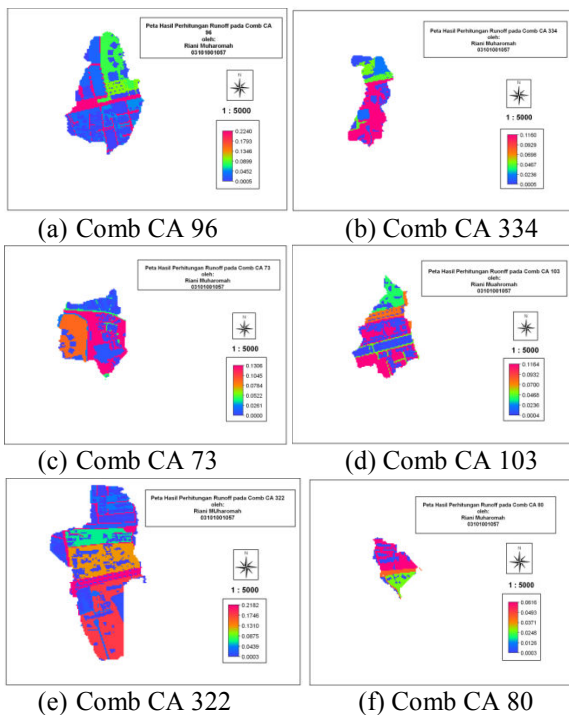 Peta Hasil Perhitungan Runoff pada Comb CA
96
oleh:
Riani Muharomah
03101001057
N
1 : 5000
0.2240
0.1793
0.1346
0.0899
0.0452
0.0005
(a) Comb CA 96
Peta Hasil Perhitungan Runoff pada Comb CA 334
oleh:
Riani Muharomah
03101001057
N
1 : 5000
0.1160
0.0929
0.0698
0.0467
0.0236
0.0005
(b) Comb CA 334
Peta Hasil Perhitungan Runoff pada Comb CA 73
oleh:
Riani Muharomah
03101001057
N
1 : 5000
0.1306
0.1045
0.0784
0.0522
0.0261
0.0000
(c) Comb CA 73
Peta Hasil Perhitungan Ruonff pada Comb CA 103
oleh:
Riani Muahromah
03101001057
N
1 : 5000
0.1164
0.0932
0.0700
0.0468
0.0236
0.0004
(d) Comb CA 103
Peta Hasil Perhitungan Runoff pada Comb CA 322
oleh:
Riani MUharomah
03101001057
N
1 : 5000
0.2182
0.1746
0.1310
0.0875
0.0439
0.0003
(e) Comb CA 322
Peta Hasil Perhitungan Runoff pada Comb CA 80
oleh:
Riani Muharomah
03101001057
N
1 : 5000
0.0616
0.0493
0.0371
0.0248
0.0126
0.0003
(f) Comb CA 80